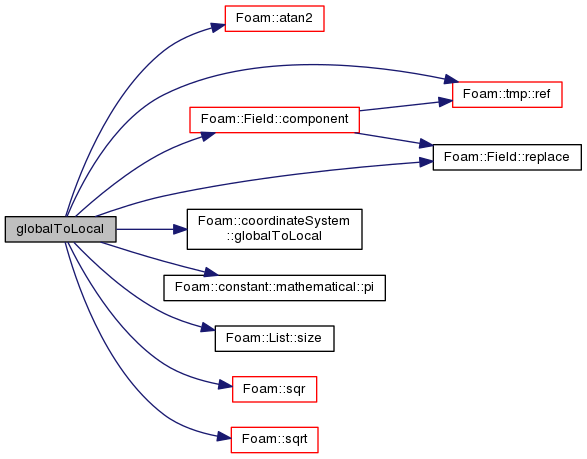 Foam::atan2
Foam::tmp::ref
Foam::Field::component
Foam::Field::replace
globalToLocal
Foam::coordinateSystem
::globalToLocal
Foam::constant::mathematical::pi
Foam::List::size
Foam::sqr
Foam::sqrt